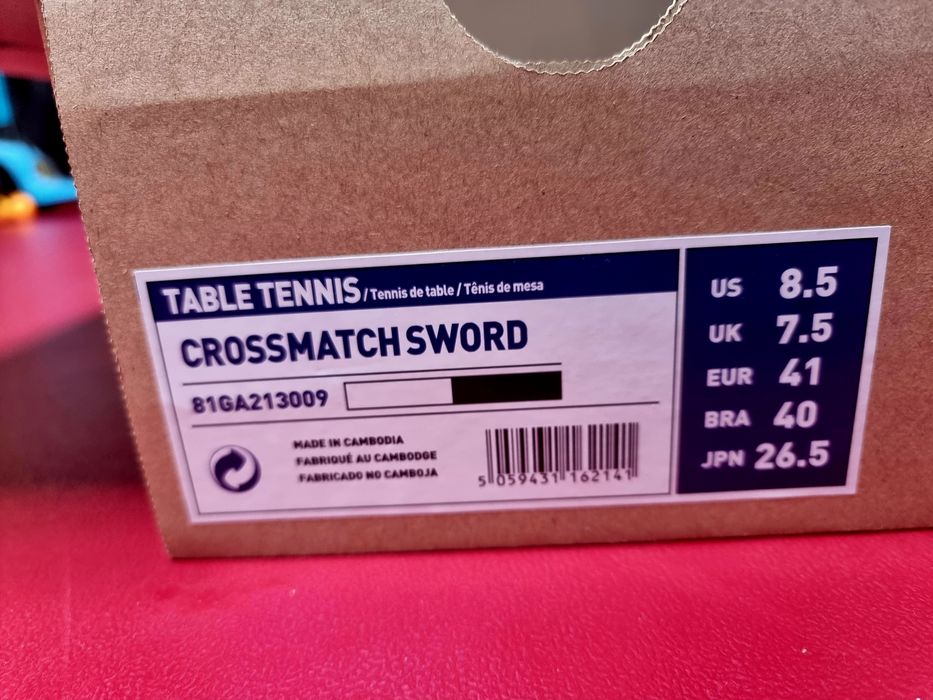 TABLE TENNIS / Tennis de table / Tênis de mesa
CROSSMATCH SWORD
81GA213009
MADE IN CAMBODIA
FABRIQUÉ AU CAMBODGE
FABRICADO NO CAMBOJA
5 059431 162141
US 8.5
UK 7.5
EUR 41
BRA 40
JPN 26.5